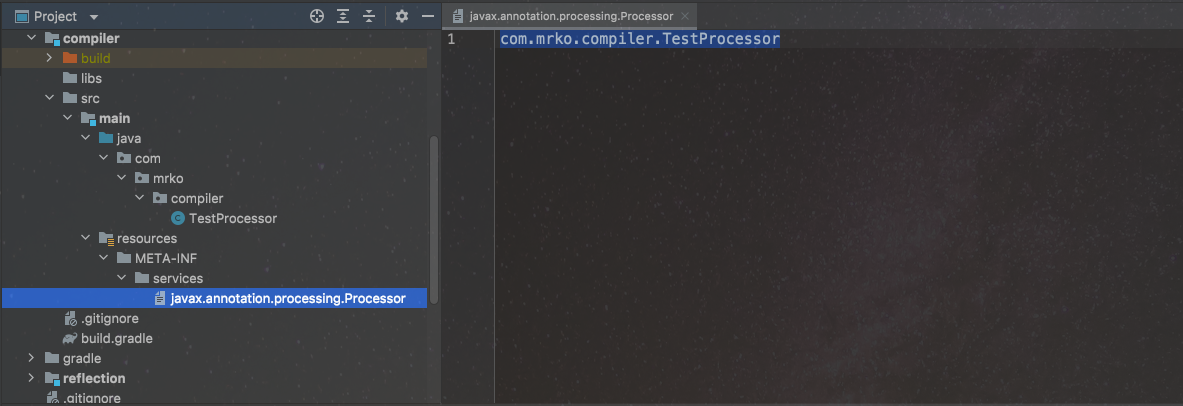 Project
javax.annotation.processing.Processor
compiler
1
com.mrko.compiler.TestProcessor
build
libs
src
main
java
com
mrko
compiler
C
TestProcessor
resources
META-INF
services
javax.annotation.processing.Processor
.gitignore
build.gradle
gradle
reflection
.gitignore